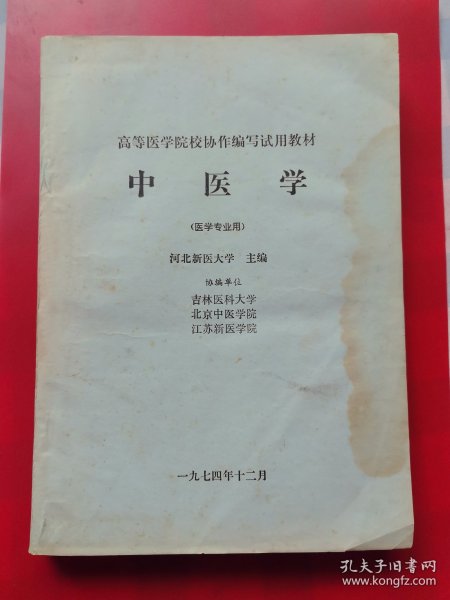 高等医学院校协作编写试用教材
中医学
（医学专业用）
河北新医大学 主编
协编单位
吉林医科大学
北京中医学院
江苏新医学院
一九七四年十二月
孔夫子旧书网
www.kongfz.com